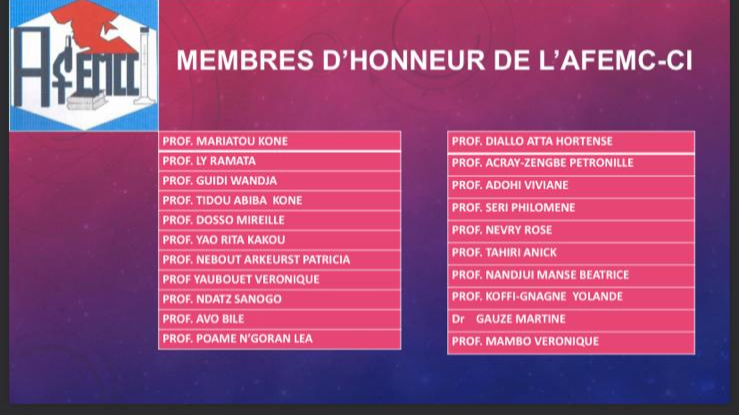 AFEMCCI
MEMBRES D’HONNEUR DE L’AFEMC-CI
PROF. MARIATOU KONE
PROF. LY RAMATA
PROF. GUIDI WANDJA
PROF. TIDOU ABIBA KONE
PROF. DOSSO MIREILLE
PROF. YAO RITA KAKOU
PROF. NEBOUT ARKEURST PATRICIA
PROF YAUBOUET VERONIQUE
PROF. NDATZ SANOGO
PROF. AVO BILE
PROF. POAME N’GORAN LEA
PROF. DIALLO ATTA HORTENSE
PROF. ACRAY-ZENGBE PETRONILLE
PROF. ADOHI VIVIANE
PROF. SERI PHILOMENE
PROF. NEVRY ROSE
PROF. TAHIRI ANICK
PROF. NANDJUI MANSE BEATRICE
PROF. KOFFI-GNAGNE YOLANDE
Dr GAUZE MARTINE
PROF. MAMBO VERONIQUE